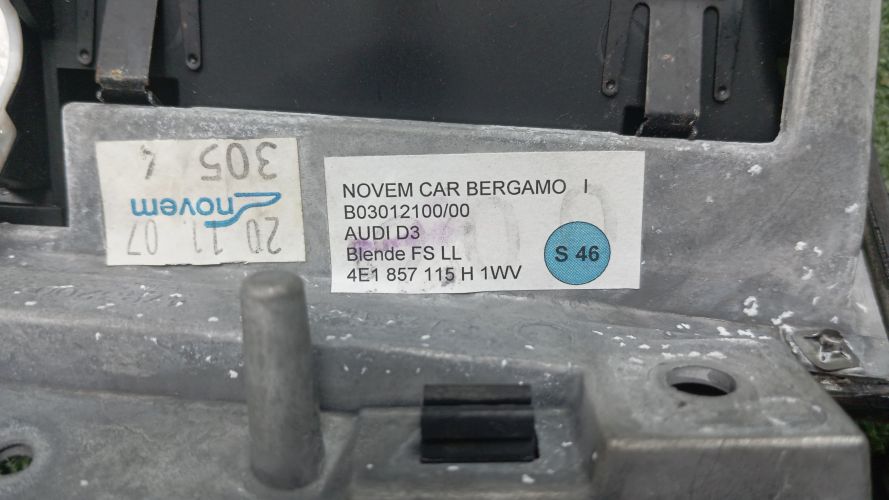 novem
305 4
20 11 07
NOVEM CAR BERGAMO I
B03012100/00
AUDI D3
Blende FS LL
4E1 857 115 H 1WV
S 46